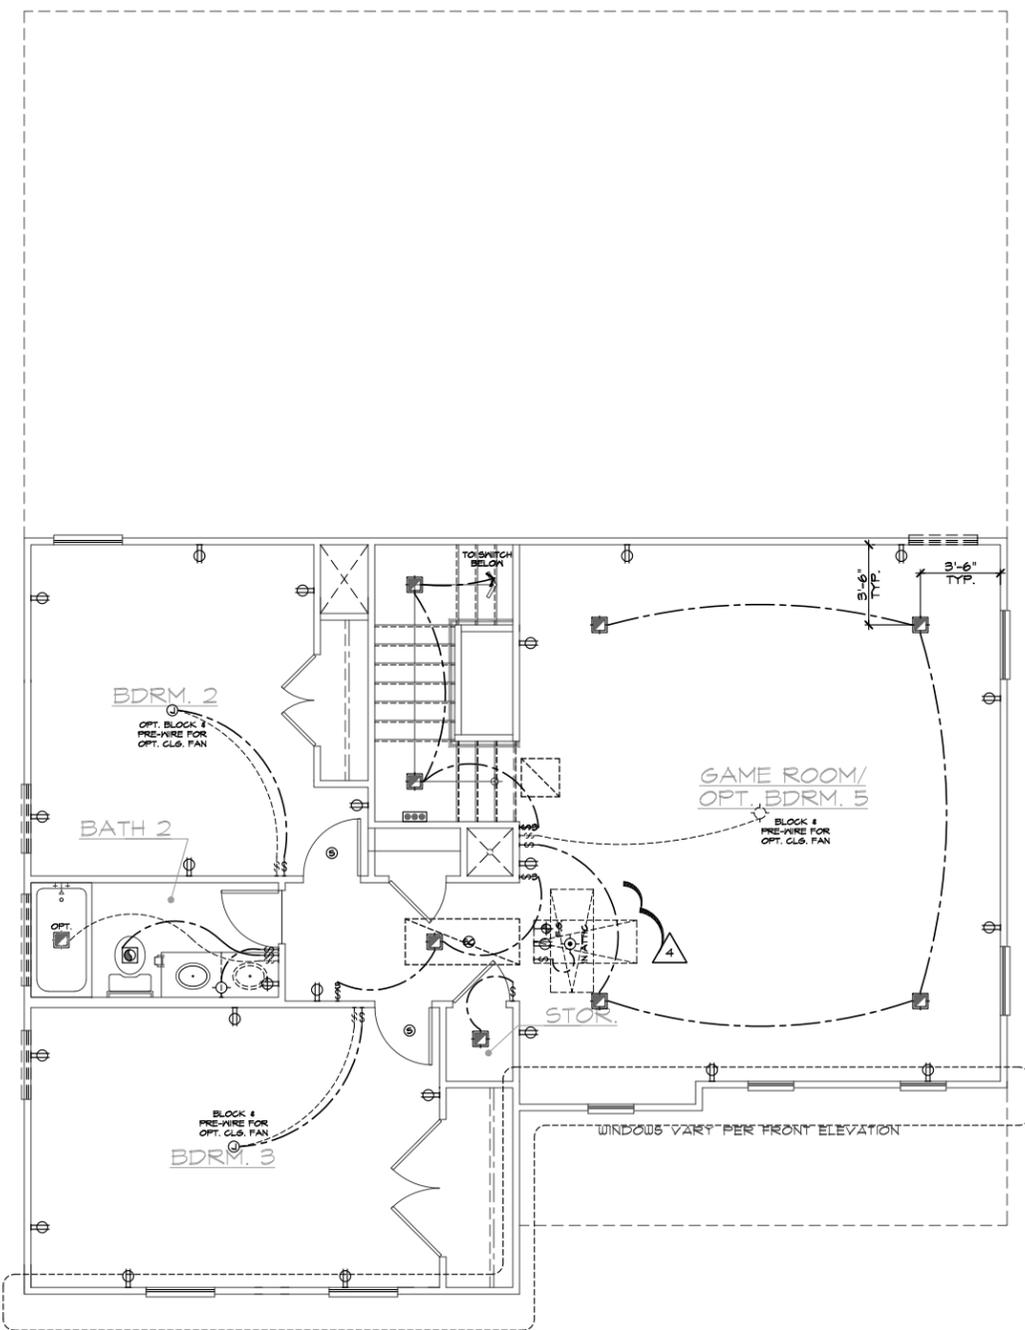 TO SWITCH
BELOW
3'-6"
TYP.
3'-6"
TYP.
BDRM. 2
OPT. BLOCK &
PRE-WIRE FOR
OPT. CLG. FAN
GAME ROOM/
OPT. BDRM. 5
BLOCK &
PRE-WIRE FOR
OPT. CLG. FAN
BATH 2
S
OPT.
IN ATTIC
4
STOR.
S
BLOCK &
PRE-WIRE FOR
OPT. CLG. FAN
BDRM. 3
WINDOWS VARY PER FRONT ELEVATION